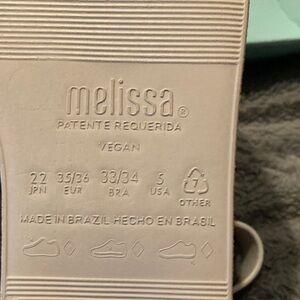 melissa®
PATENTE REQUERIDA
VEGAN
22 35/36 33/34 5 7
JPN EUR BRA USA OTHER
MADE IN BRAZIL HECHO EN BRASIL